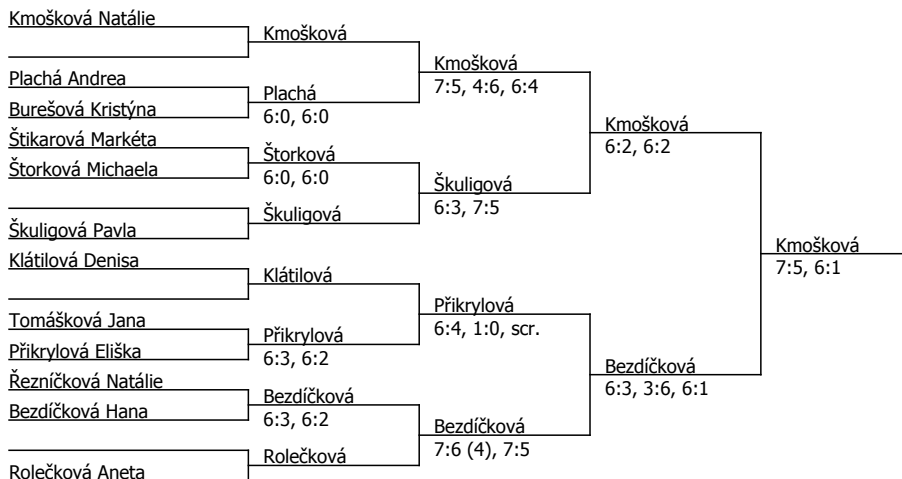 Kmošková Natálie
Plachá Andrea
Burešová Kristýna
Štikarová Markéta
Štorková Michaela
Škuligová Pavla
Klátilová Denisa
Tomášková Jana
Přikrylová Eliška
Řezníčková Natálie
Bezdíčková Hana
Rolečková Aneta
Kmošková
Plachá
6:0, 6:0
Štorková
6:0, 6:0
Škuligová
Klátilová
Přikrylová
6:3, 6:2
Bezdíčková
6:3, 6:2
Rolečková
Kmošková
7:5, 4:6, 6:4
Škuligová
6:3, 7:5
Přikrylová
6:4, 1:0, scr.
Bezdíčková
7:6 (4), 7:5
Kmošková
6:2, 6:2
Bezdíčková
6:3, 3:6, 6:1
Kmošková
7:5, 6:1